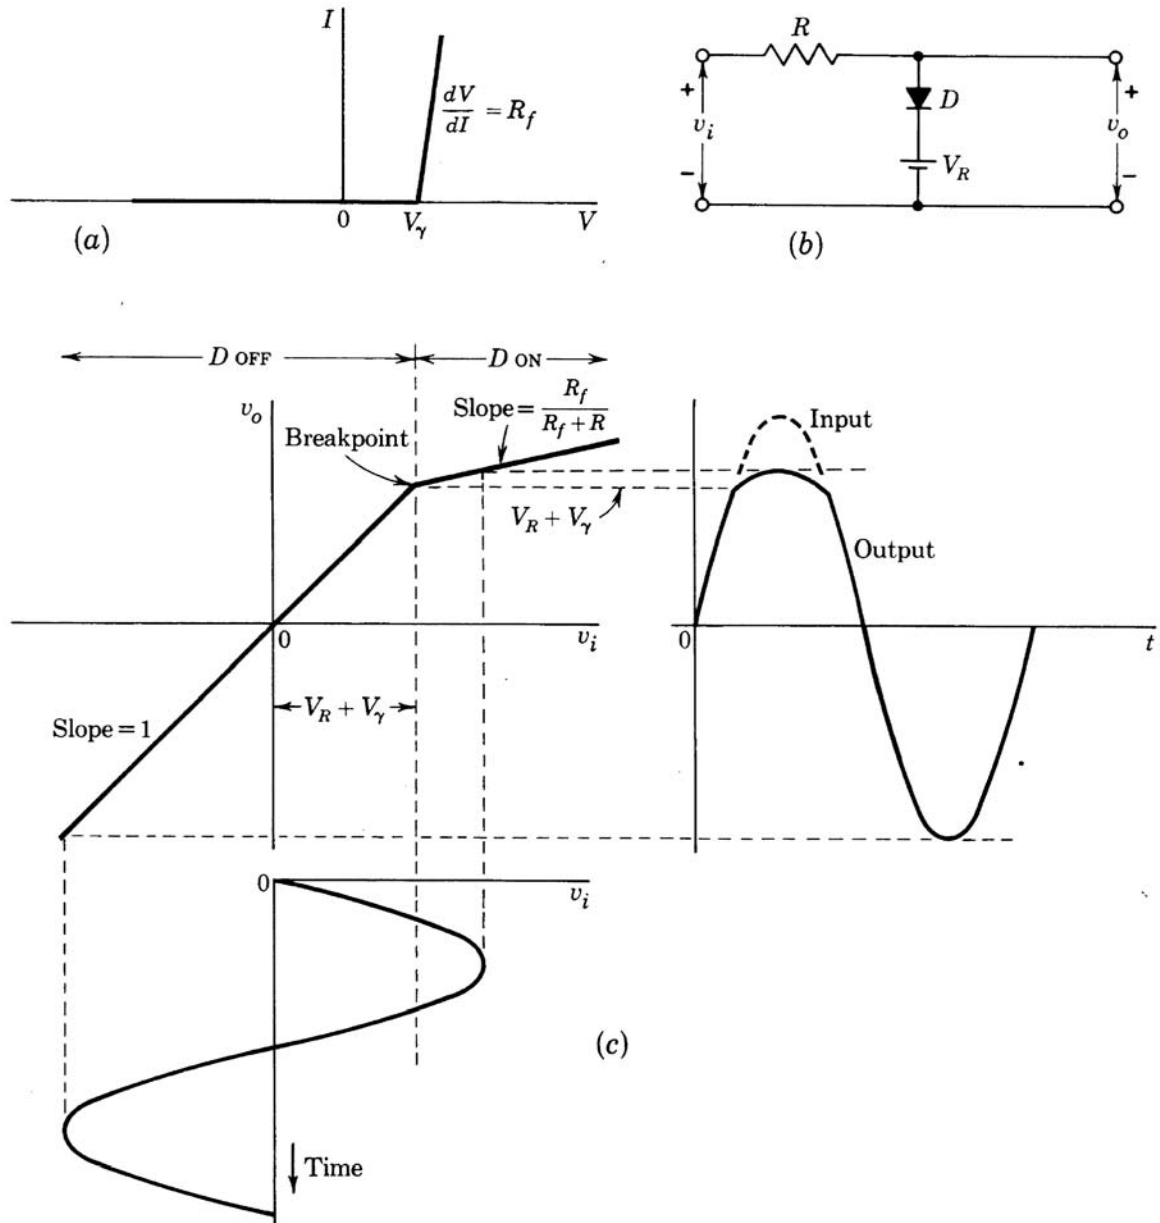 I
dV/dI = R_f
0
V_γ
V
(a)
R
+
+
D
v_i
v_o
V_R
−
−
(b)
D OFF
D ON
v_o
Slope = R_f/(R_f + R)
Breakpoint
Input
V_R + V_γ
Output
0
v_i
0
t
V_R + V_γ
Slope = 1
0
v_i
(c)
Time